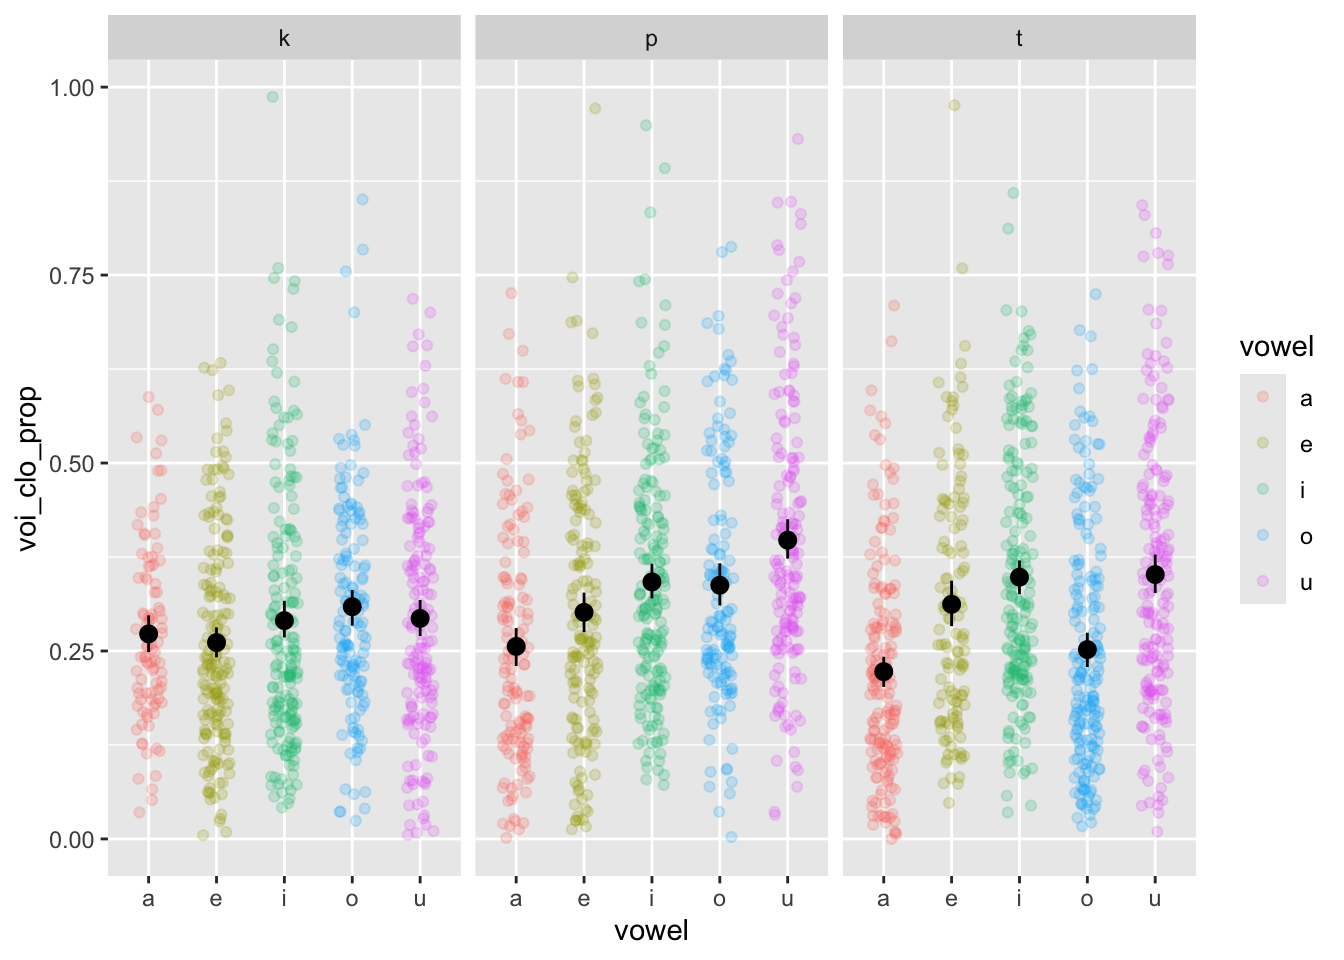 k p t
voi_clo_prop
1.00
0.75
0.50
0.25
0.00
a e i o u a e i o u a e i o u
vowel
vowel
a
e
i
o
u